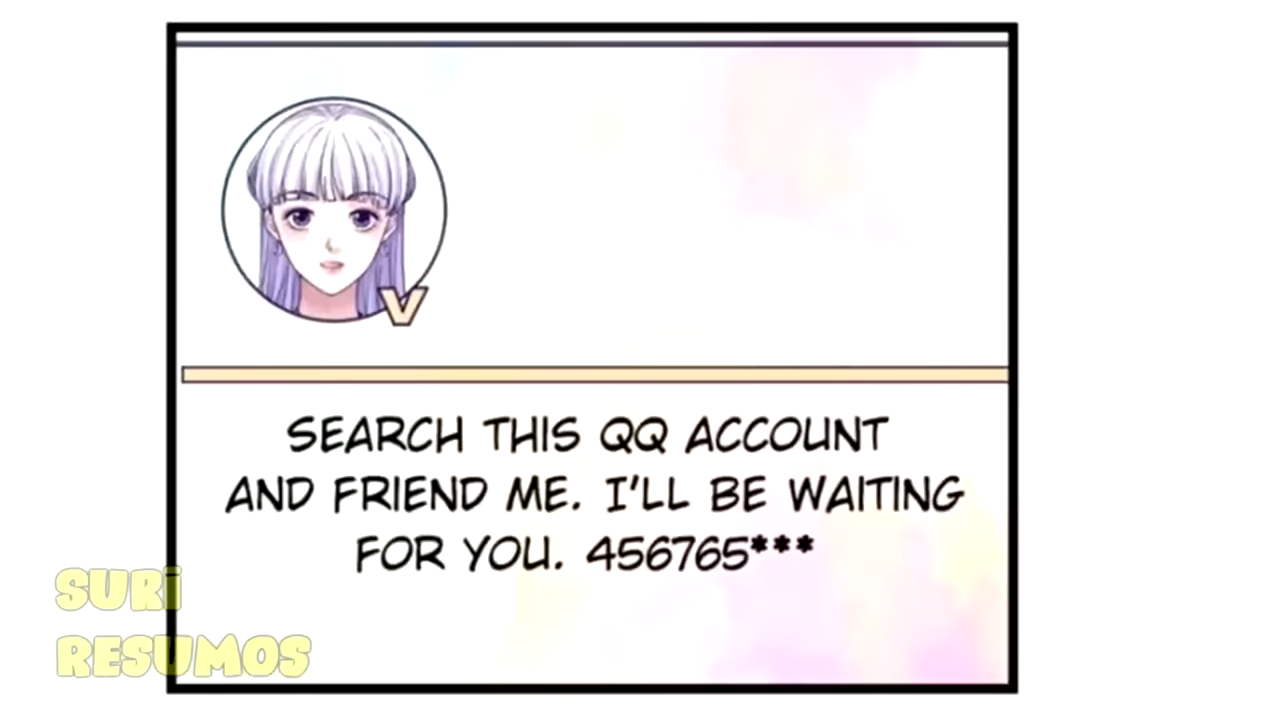 V
SEARCH THIS QQ ACCOUNT
AND FRIEND ME. I'LL BE WAITING
FOR YOU. 456765***
SURI
RESUMOS